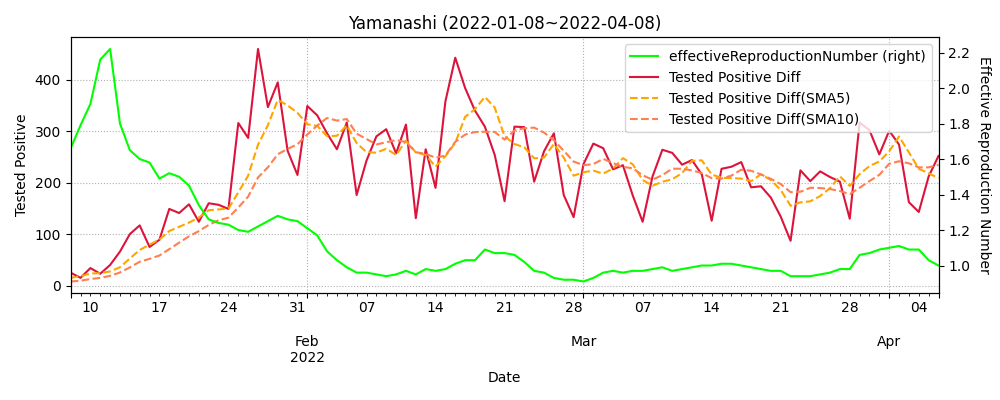 Yamanashi (2022-01-08~2022-04-08)
effectiveReproductionNumber (right)
Tested Positive Diff
Tested Positive Diff(SMA5)
Tested Positive Diff(SMA10)
Tested Positive
400
300
200
100
0
2.2
2.0
1.8
1.6
1.4
1.2
1.0
Effective Reproduction Number
10 17 24 31 07 14 21 28 07 14 21 28 04
Feb Mar Apr
2022
Date